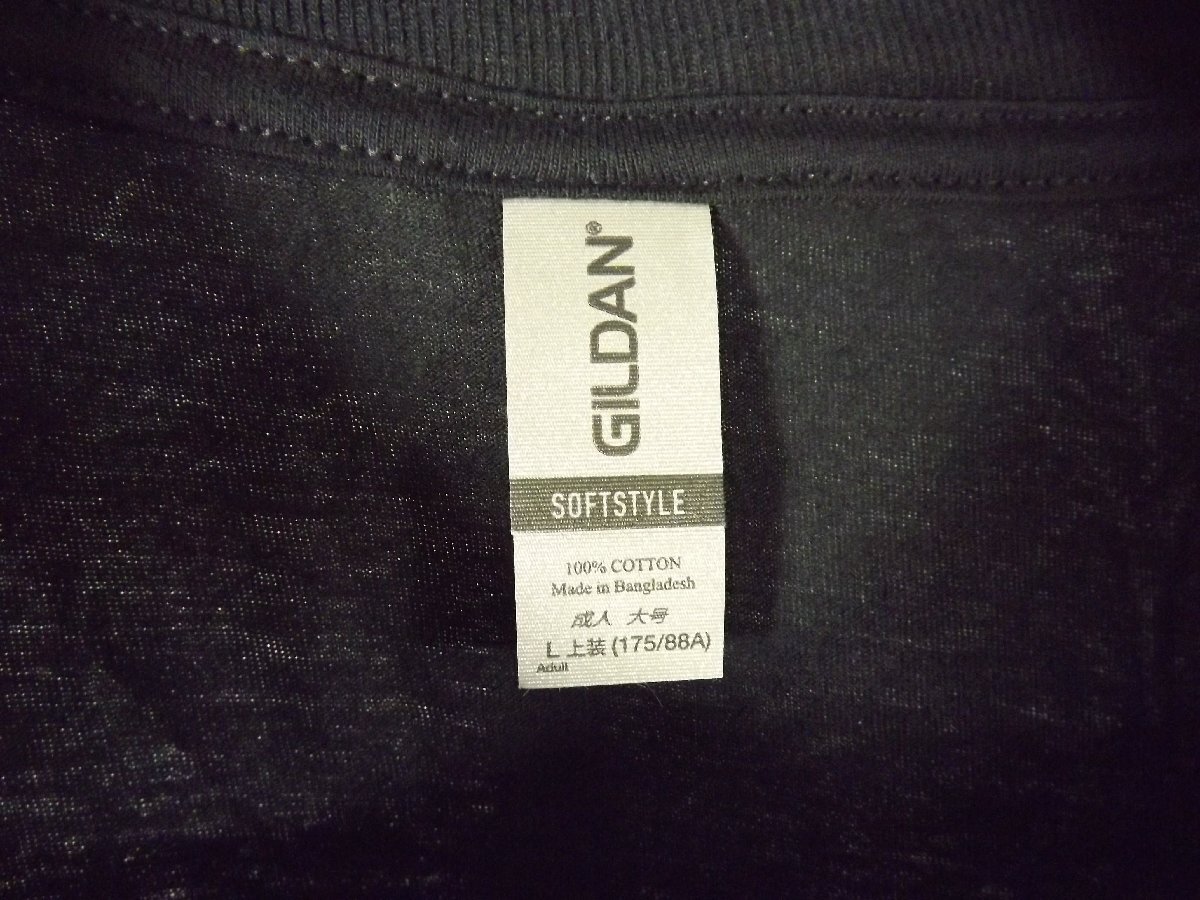 GILDAN®
SOFTSTYLE
100% COTTON
Made in Bangladesh
成人 大号
L 上装 (175/88A)
Adult